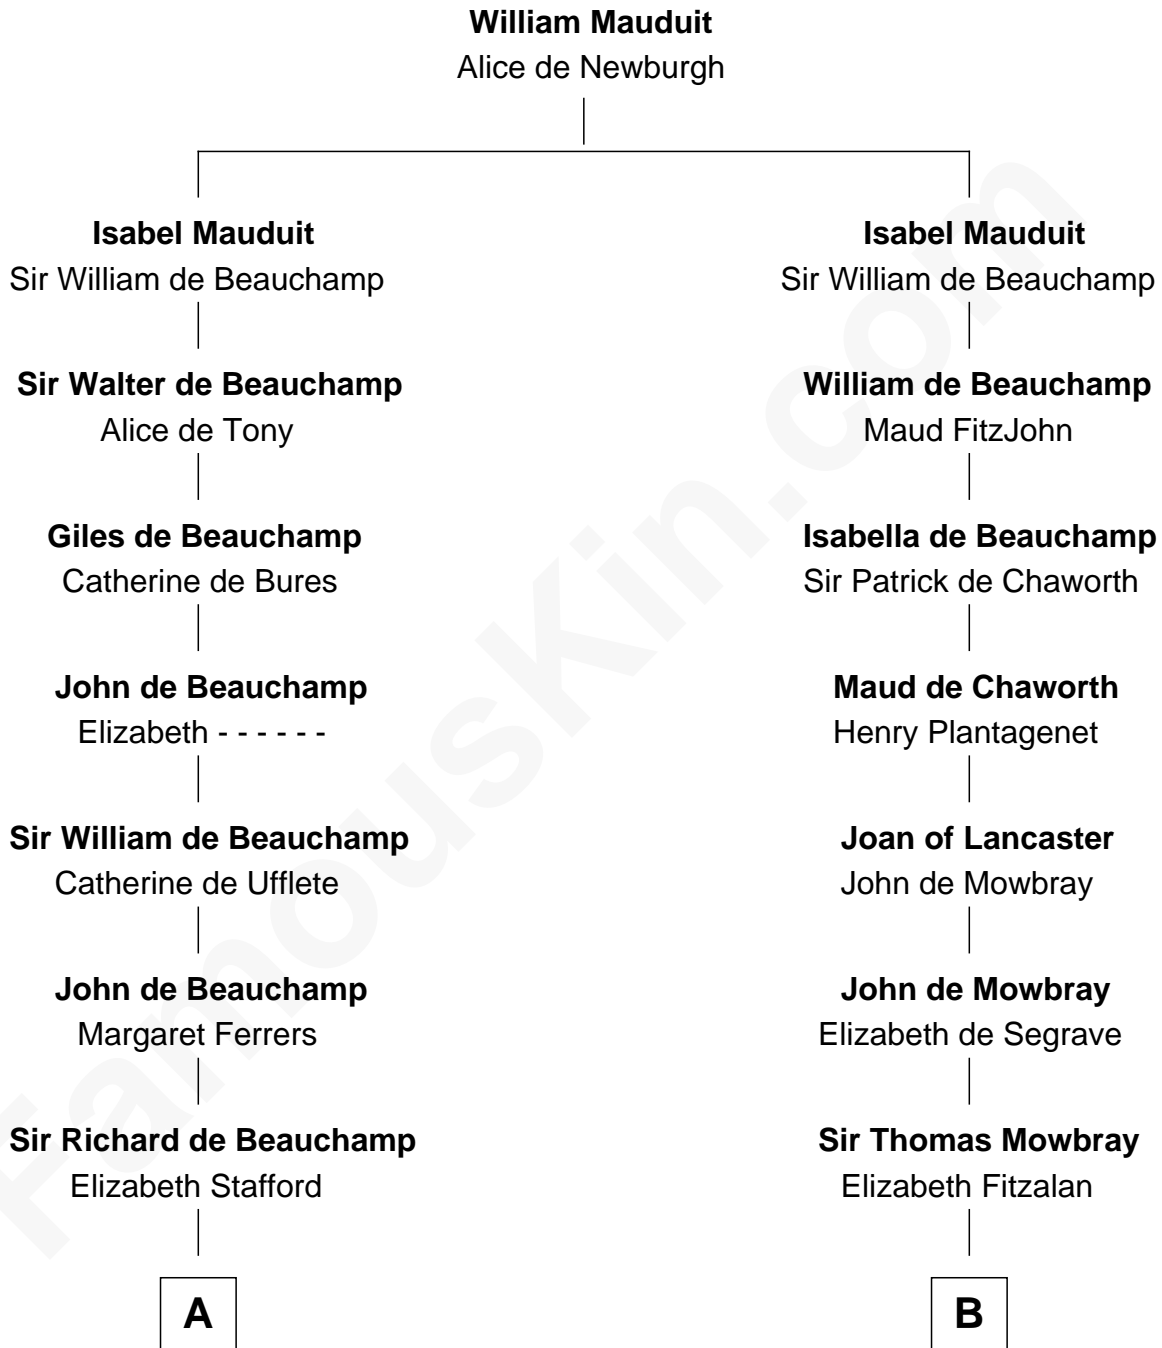 William Mauduit
Alice de Newburgh
Isabel Mauduit
Sir William de Beauchamp
Isabel Mauduit
Sir William de Beauchamp
Sir Walter de Beauchamp
Alice de Tony
William de Beauchamp
Maud FitzJohn
Giles de Beauchamp
Catherine de Bures
Isabella de Beauchamp
Sir Patrick de Chaworth
John de Beauchamp
Elizabeth - - - - - -
Maud de Chaworth
Henry Plantagenet
Sir William de Beauchamp
Catherine de Ufflete
Joan of Lancaster
John de Mowbray
John de Beauchamp
Margaret Ferrers
John de Mowbray
Elizabeth de Segrave
Sir Richard de Beauchamp
Elizabeth Stafford
Sir Thomas Mowbray
Elizabeth Fitzalan
A
B
FamousKin.com